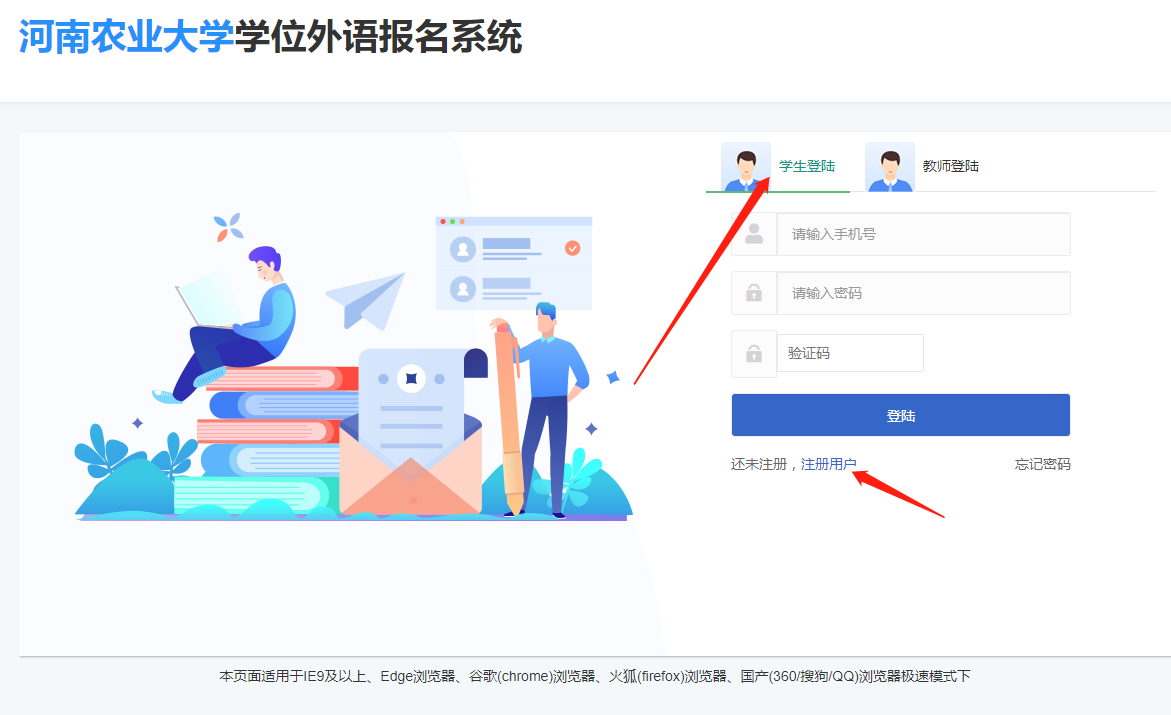 河南农业大学学位外语报名系统
学生登陆
教师登陆
请输入手机号
请输入密码
验证码
登陆
还未注册，注册用户
忘记密码
本页面适用于IE9及以上、Edge浏览器、谷歌(chrome)浏览器、火狐(firefox)浏览器、国产(360/搜狗/QQ)浏览器极速模式下